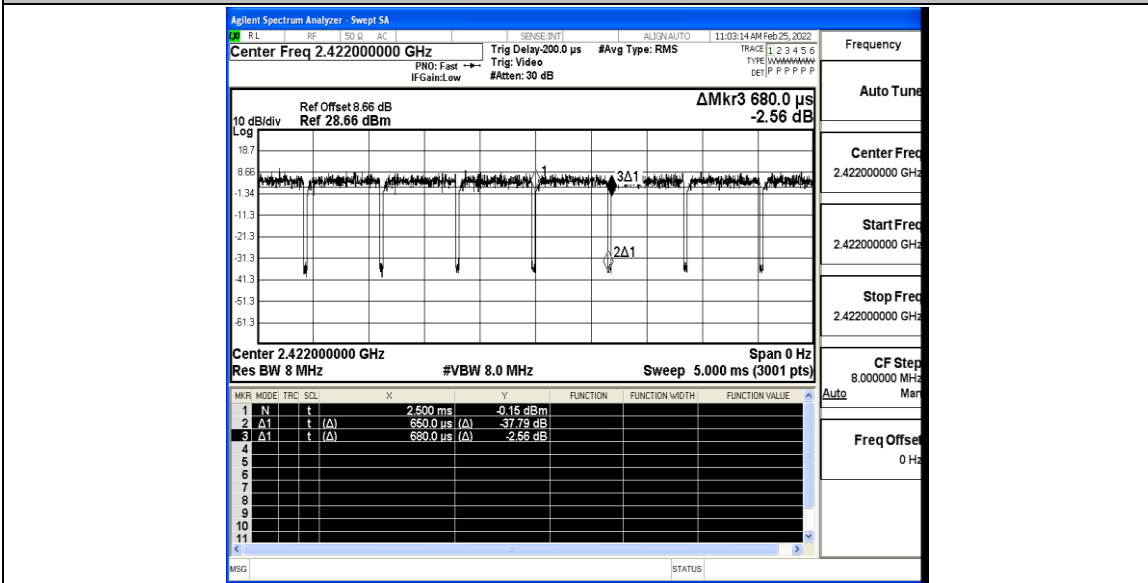 Agilent Spectrum Analyzer - Swept SA
LXI RL RF 50 Ω AC SENSE:INT ALIGN AUTO 11:03:14 AM Feb 25, 2022
Center Freq 2.422000000 GHz
PNO: Fast
IFGain:Low
Trig Delay-200.0 µs
Trig: Video
#Atten: 30 dB
#Avg Type: RMS
TRACE 1 2 3 4 5 6
TYPE WWWWWW
DET P P P P P P
ΔMkr3 680.0 µs
-2.56 dB
Ref Offset 8.66 dB
10 dB/div Ref 28.66 dBm
Log
18.7
8.66
-1.34
-11.3
-21.3
-31.3
-41.3
-51.3
-61.3
1
3Δ1
2Δ1
Center 2.422000000 GHz Span 0 Hz
Res BW 8 MHz #VBW 8.0 MHz Sweep 5.000 ms (3001 pts)
MKR MODE TRC SCL X Y FUNCTION FUNCTION WIDTH FUNCTION VALUE
1 N t 2.500 ms -0.15 dBm
2 Δ1 t (Δ) 650.0 µs (Δ) -37.79 dB
3 Δ1 t (Δ) 680.0 µs (Δ) -2.56 dB
4
5
6
7
8
9
10
11
MSG STATUS
Frequency
Auto Tune
Center Freq
2.422000000 GHz
Start Freq
2.422000000 GHz
Stop Freq
2.422000000 GHz
CF Step
8.000000 MHz
Auto Man
Freq Offset
0 Hz